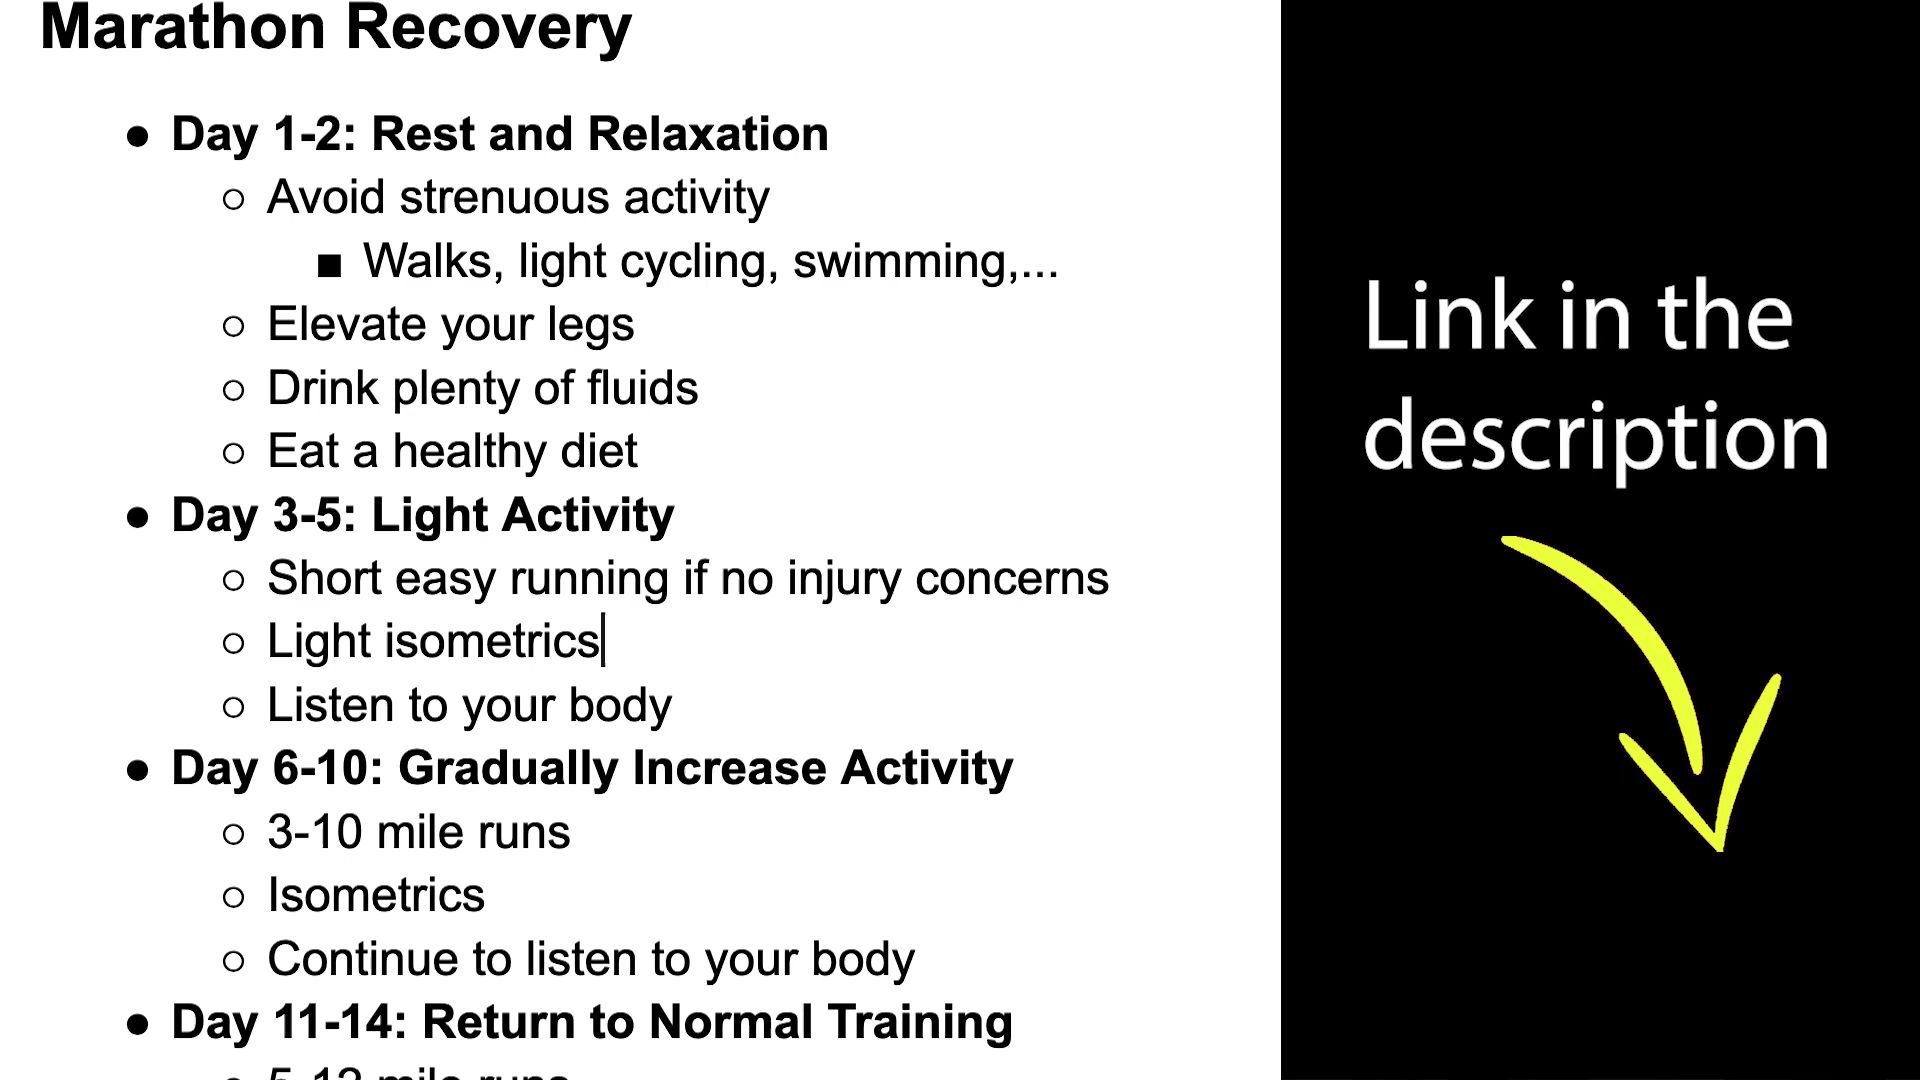 Marathon Recovery
● Day 1-2: Rest and Relaxation
○ Avoid strenuous activity
■ Walks, light cycling, swimming,...
○ Elevate your legs
○ Drink plenty of fluids
○ Eat a healthy diet
● Day 3-5: Light Activity
○ Short easy running if no injury concerns
○ Light isometrics
○ Listen to your body
● Day 6-10: Gradually Increase Activity
○ 3-10 mile runs
○ Isometrics
○ Continue to listen to your body
● Day 11-14: Return to Normal Training
mile runs
Link in the
description